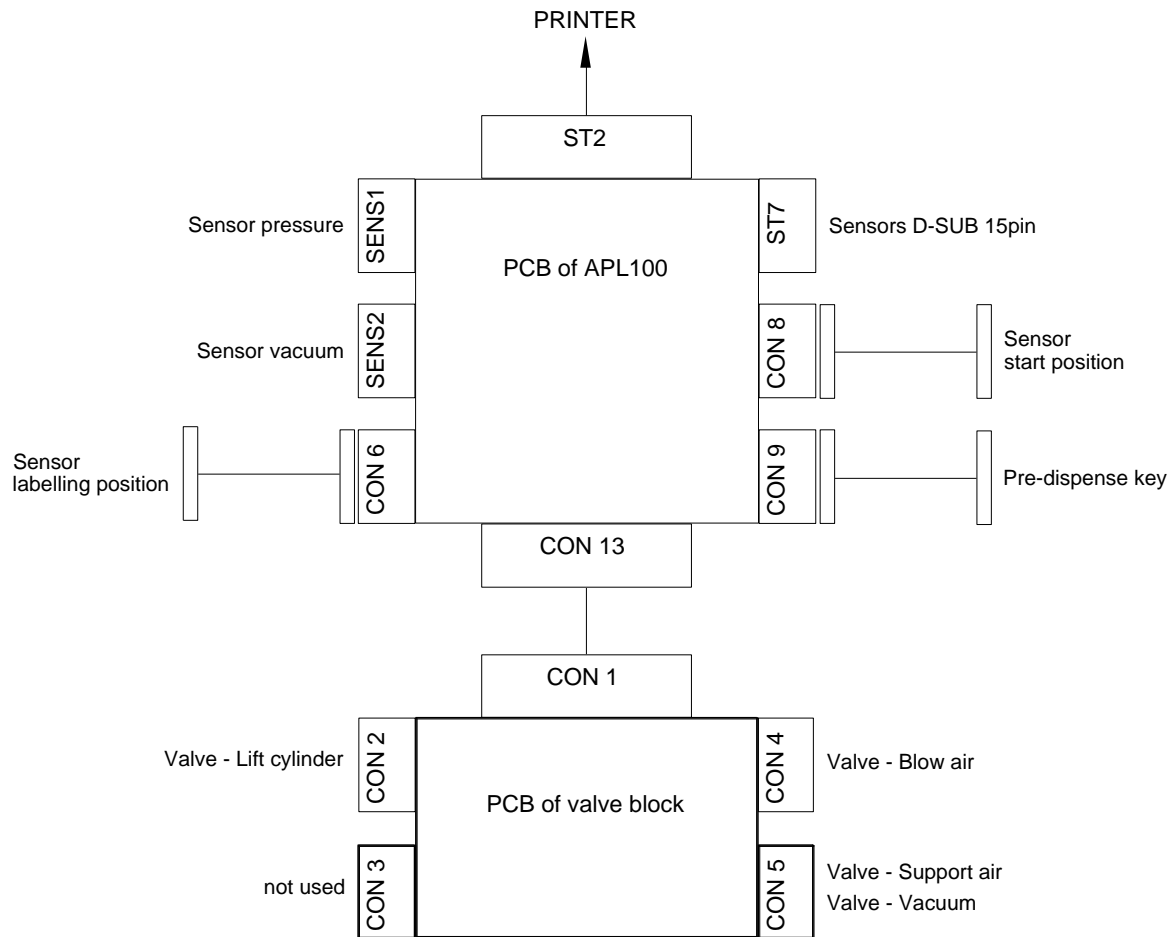 PRINTER
ST2
SENS1
Sensor pressure
ST7
Sensors D-SUB 15pin
PCB of APL100
SENS2
Sensor vacuum
CON 8
Sensor
start position
CON 6
Sensor
labelling position
CON 9
Pre-dispense key
CON 13
CON 1
CON 2
Valve - Lift cylinder
CON 4
Valve - Blow air
PCB of valve block
CON 3
not used
CON 5
Valve - Support air
Valve - Vacuum